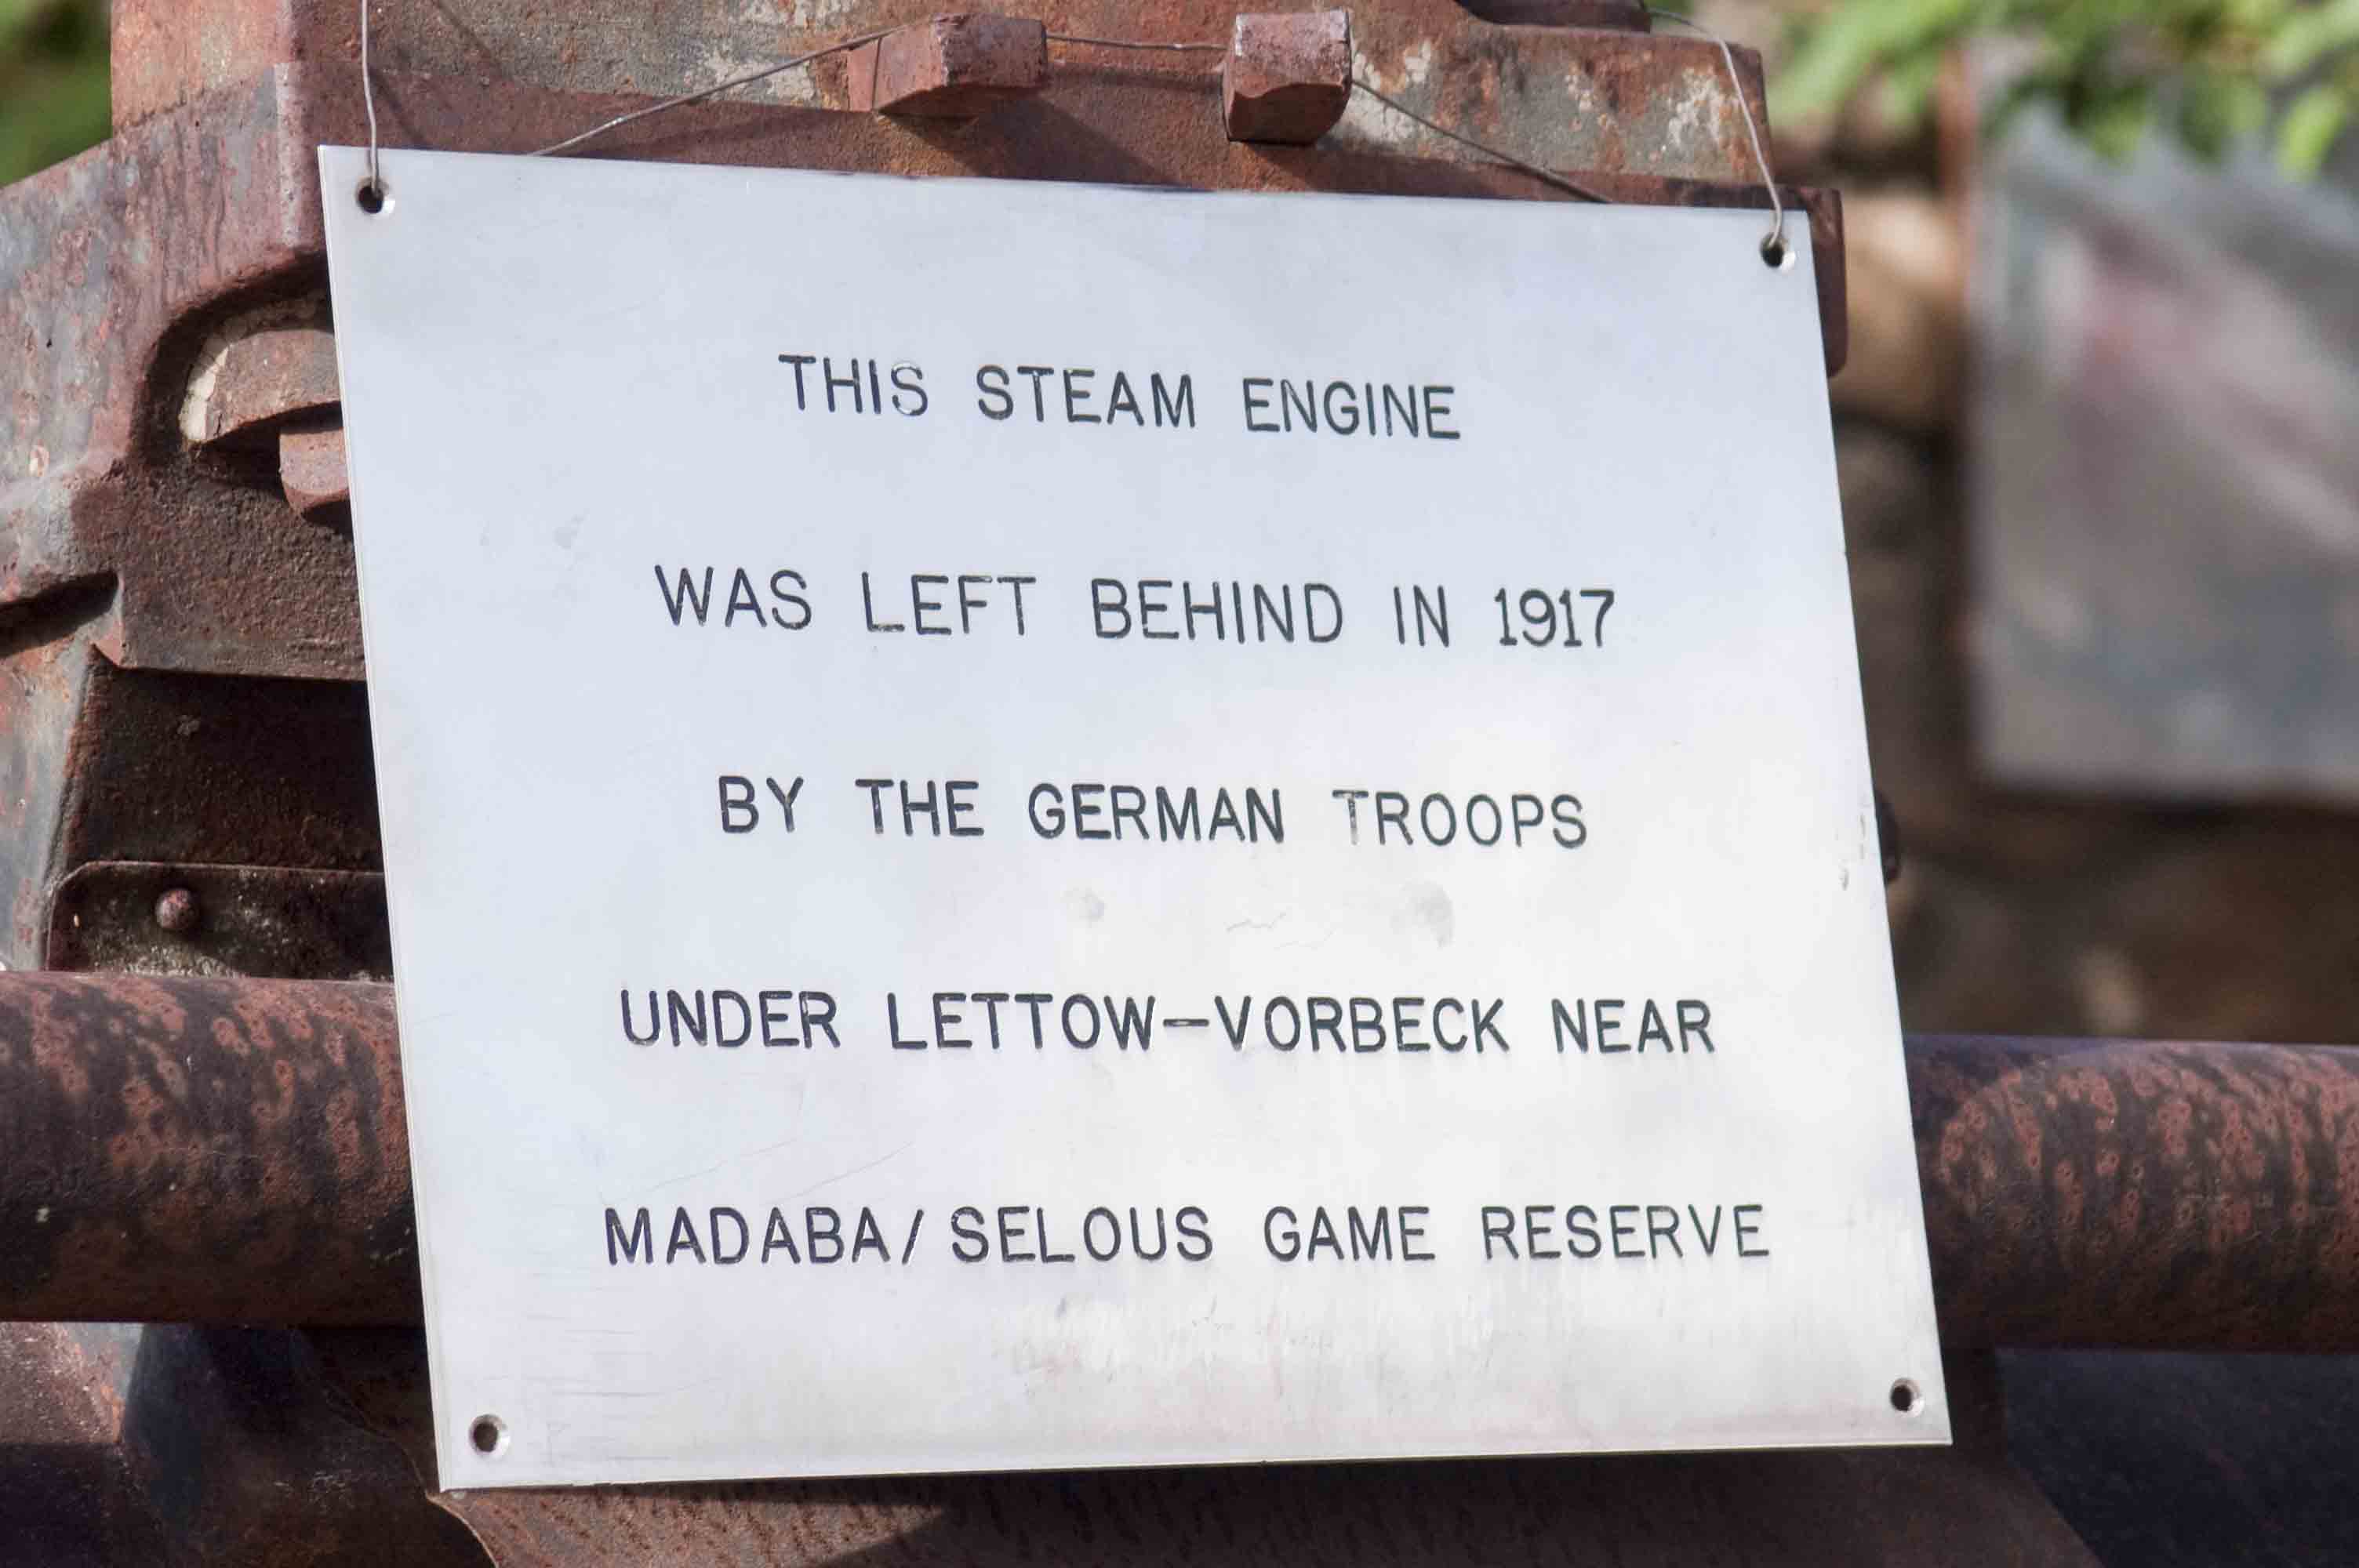 THIS STEAM ENGINE
WAS LEFT BEHIND IN 1917
BY THE GERMAN TROOPS
UNDER LETTOW-VORBECK NEAR
MADABA/SELOUS GAME RESERVE